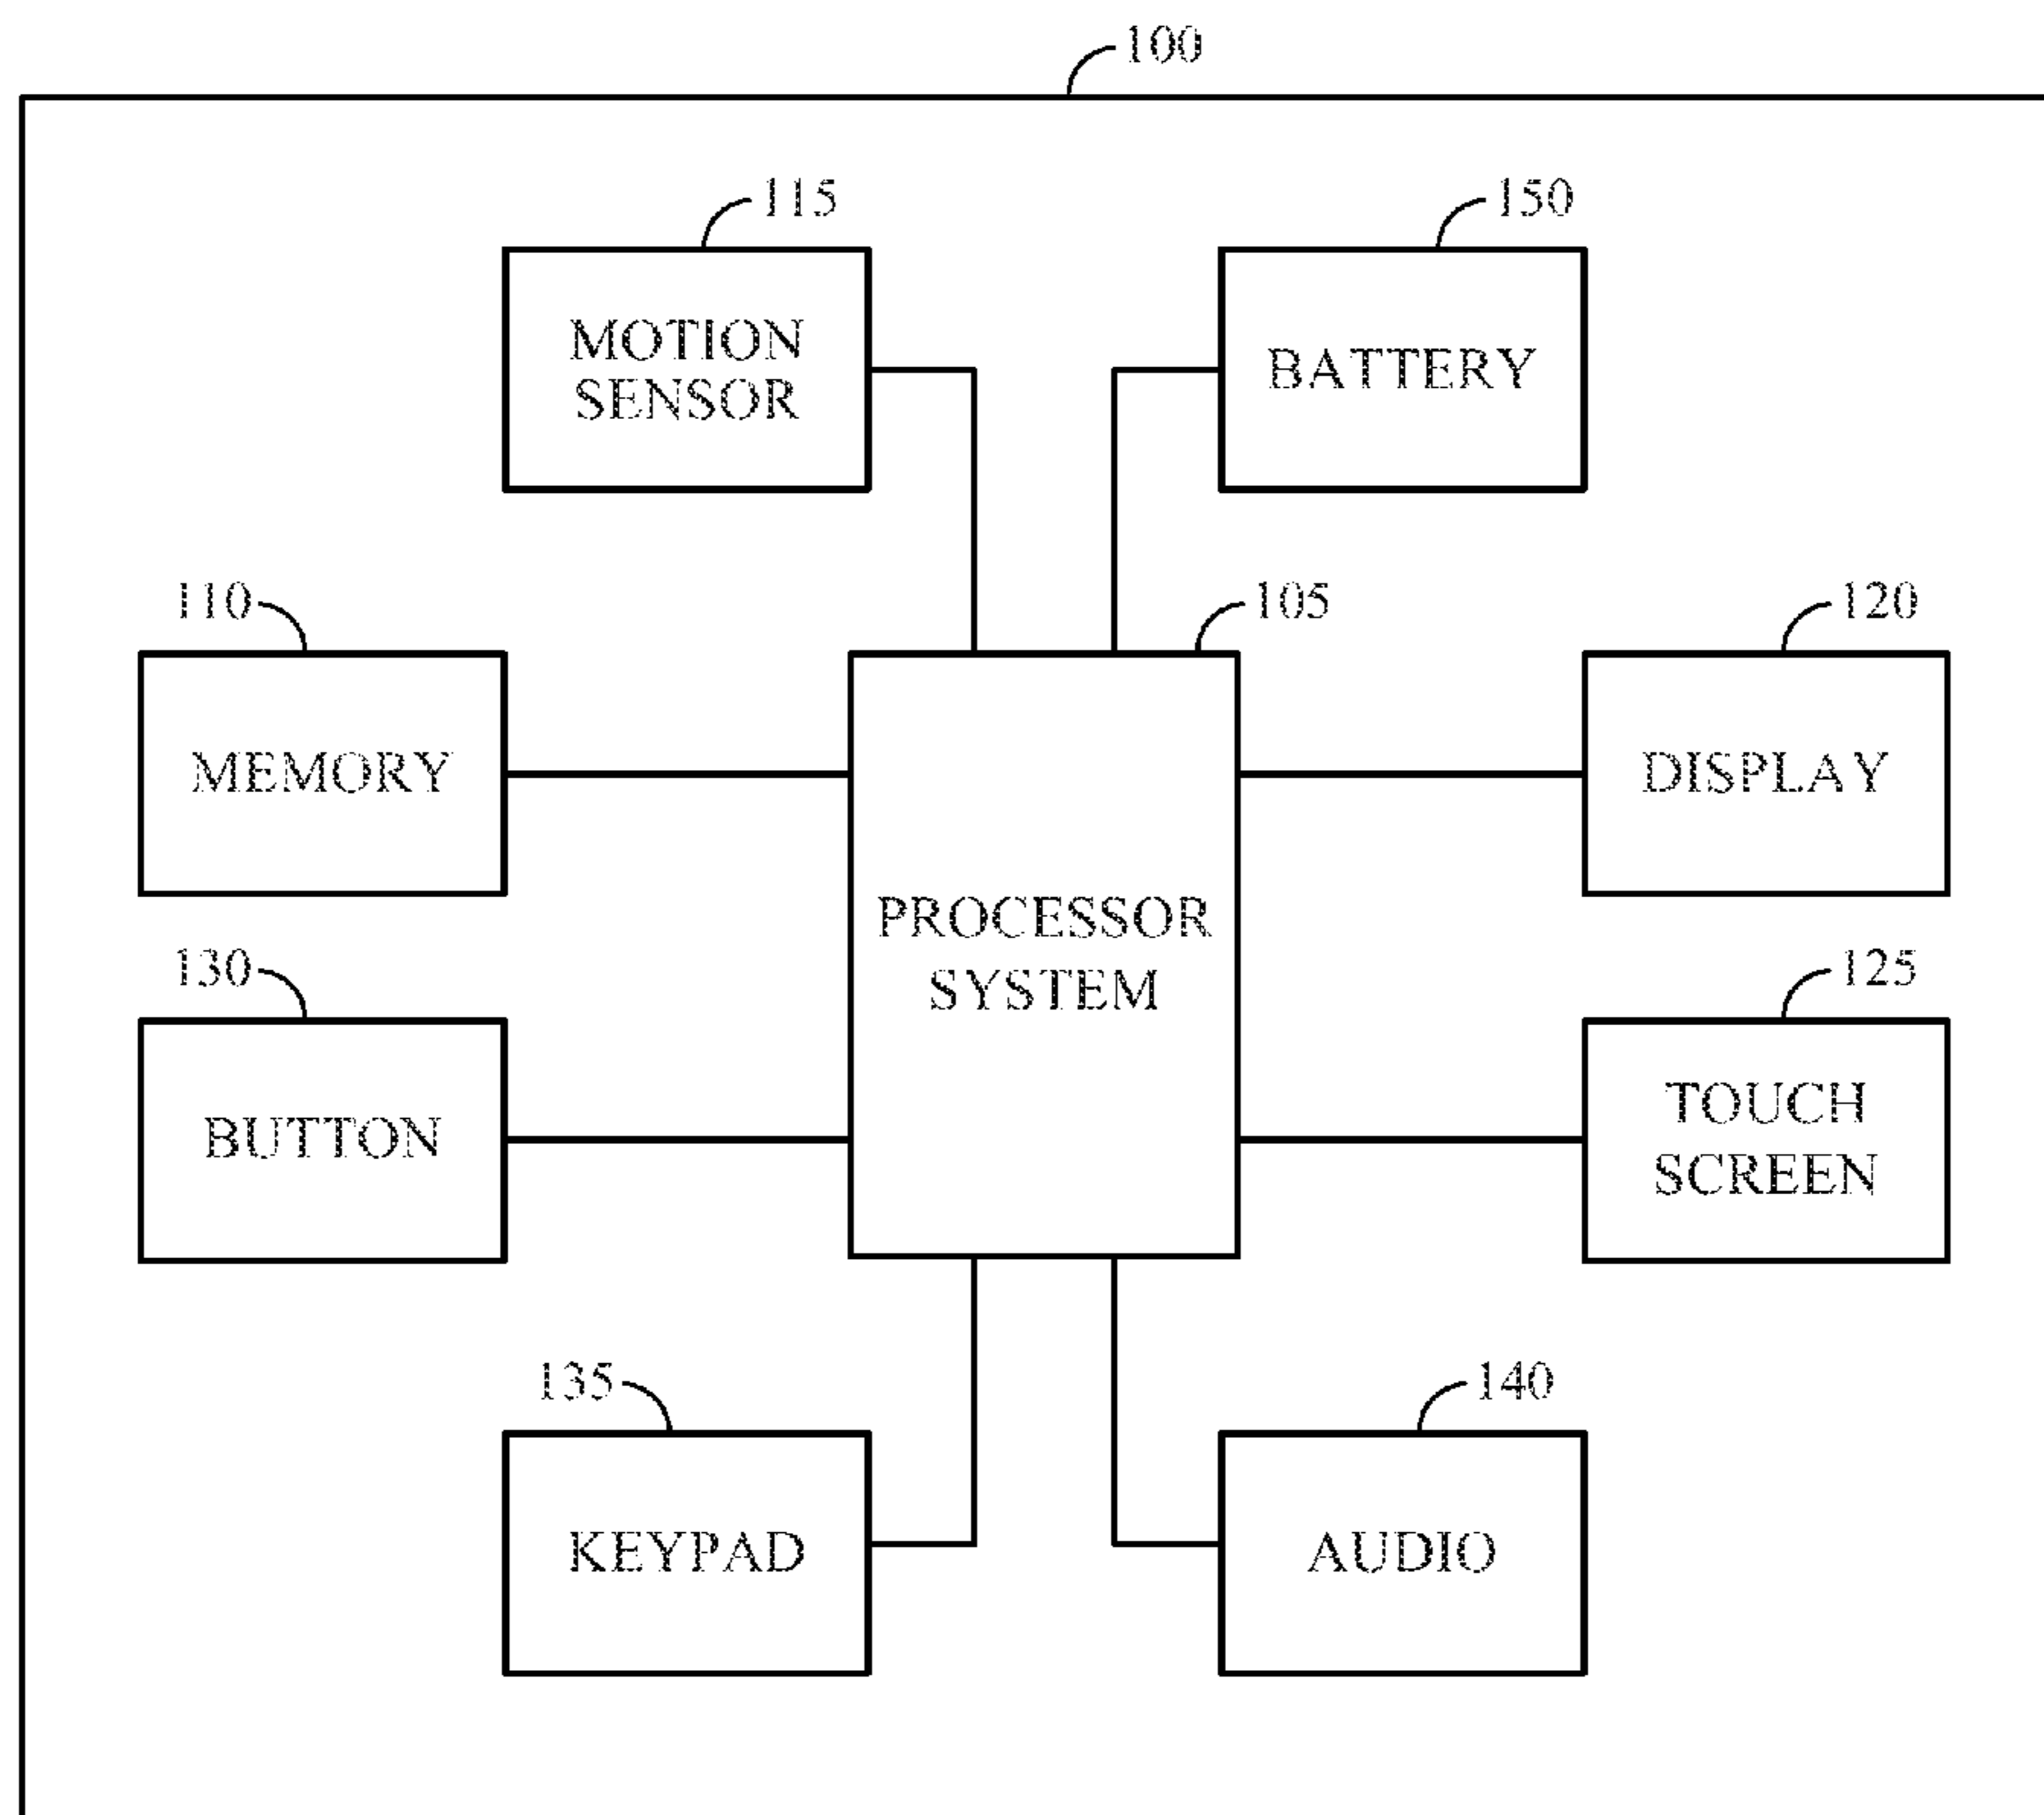 100
115
150
MOTION
SENSOR
BATTERY
110
105
120
MEMORY
DISPLAY
PROCESSOR
SYSTEM
130
125
BUTTON
TOUCH
SCREEN
135
140
KEYPAD
AUDIO